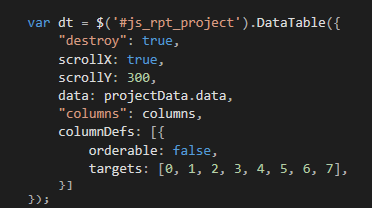 var dt = $('#js_rpt_project').DataTable({
    "destroy": true,
    scrollX: true,
    scrollY: 300,
    data: projectData.data,
    "columns": columns,
    columnDefs: [{
        orderable: false,
        targets: [0, 1, 2, 3, 4, 5, 6, 7],
    }]
});